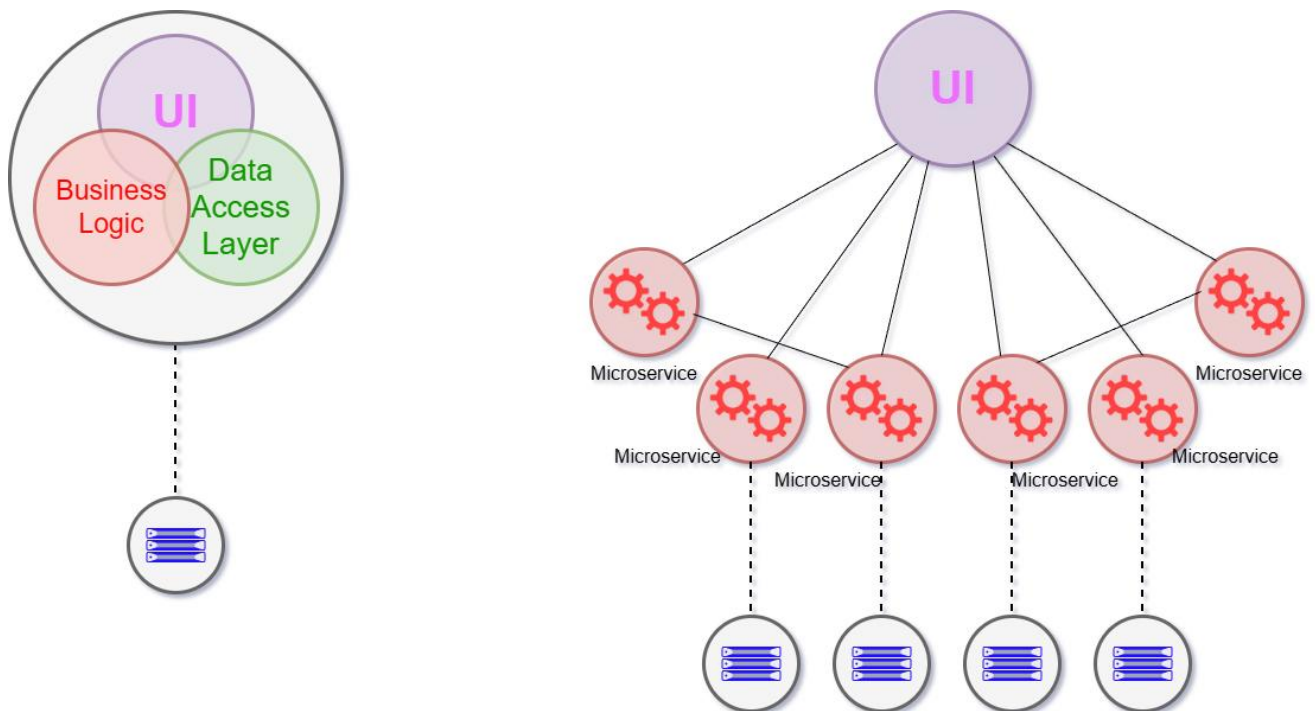 UI
Business
Logic
Data
Access
Layer
UI
Microservice
Microservice
Microservice
Microservice
Microservice
Microservice